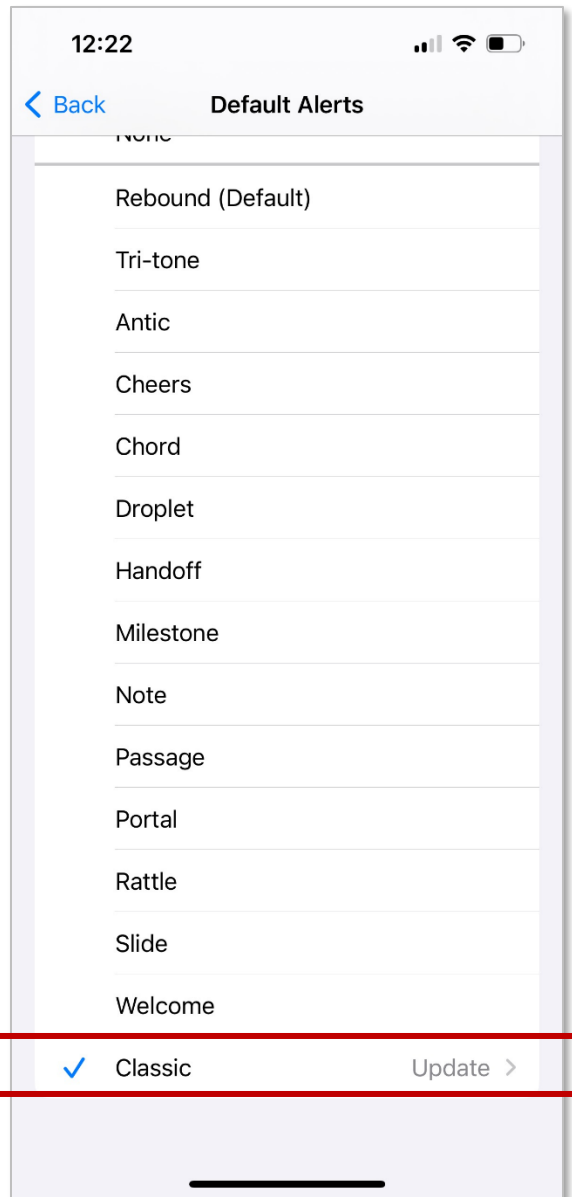 12:22
Back Default Alerts
None
Rebound (Default)
Tri-tone
Antic
Cheers
Chord
Droplet
Handoff
Milestone
Note
Passage
Portal
Rattle
Slide
Welcome
Classic Update